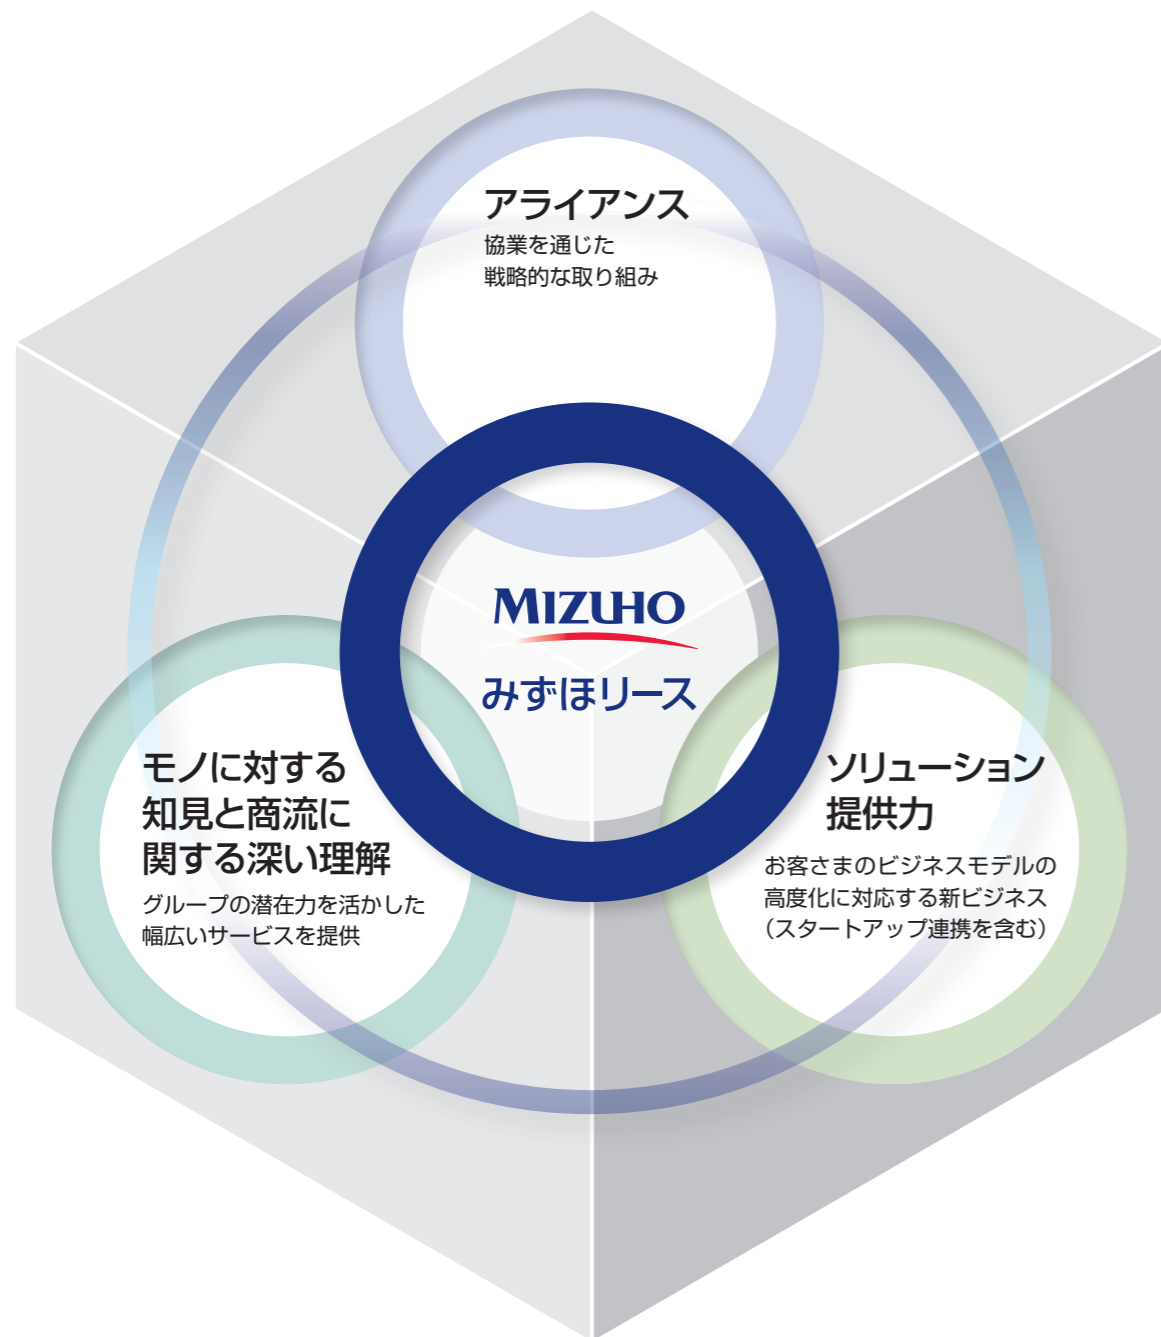 アライアンス
協業を通じた
戦略的な取り組み
MIZUHO
みずほリース
モノに対する
知見と商流に
関する深い理解
グループの潜在力を活かした
幅広いサービスを提供
ソリューション
提供力
お客さまのビジネスモデルの
高度化に対応する新ビジネス
（スタートアップ連携を含む）